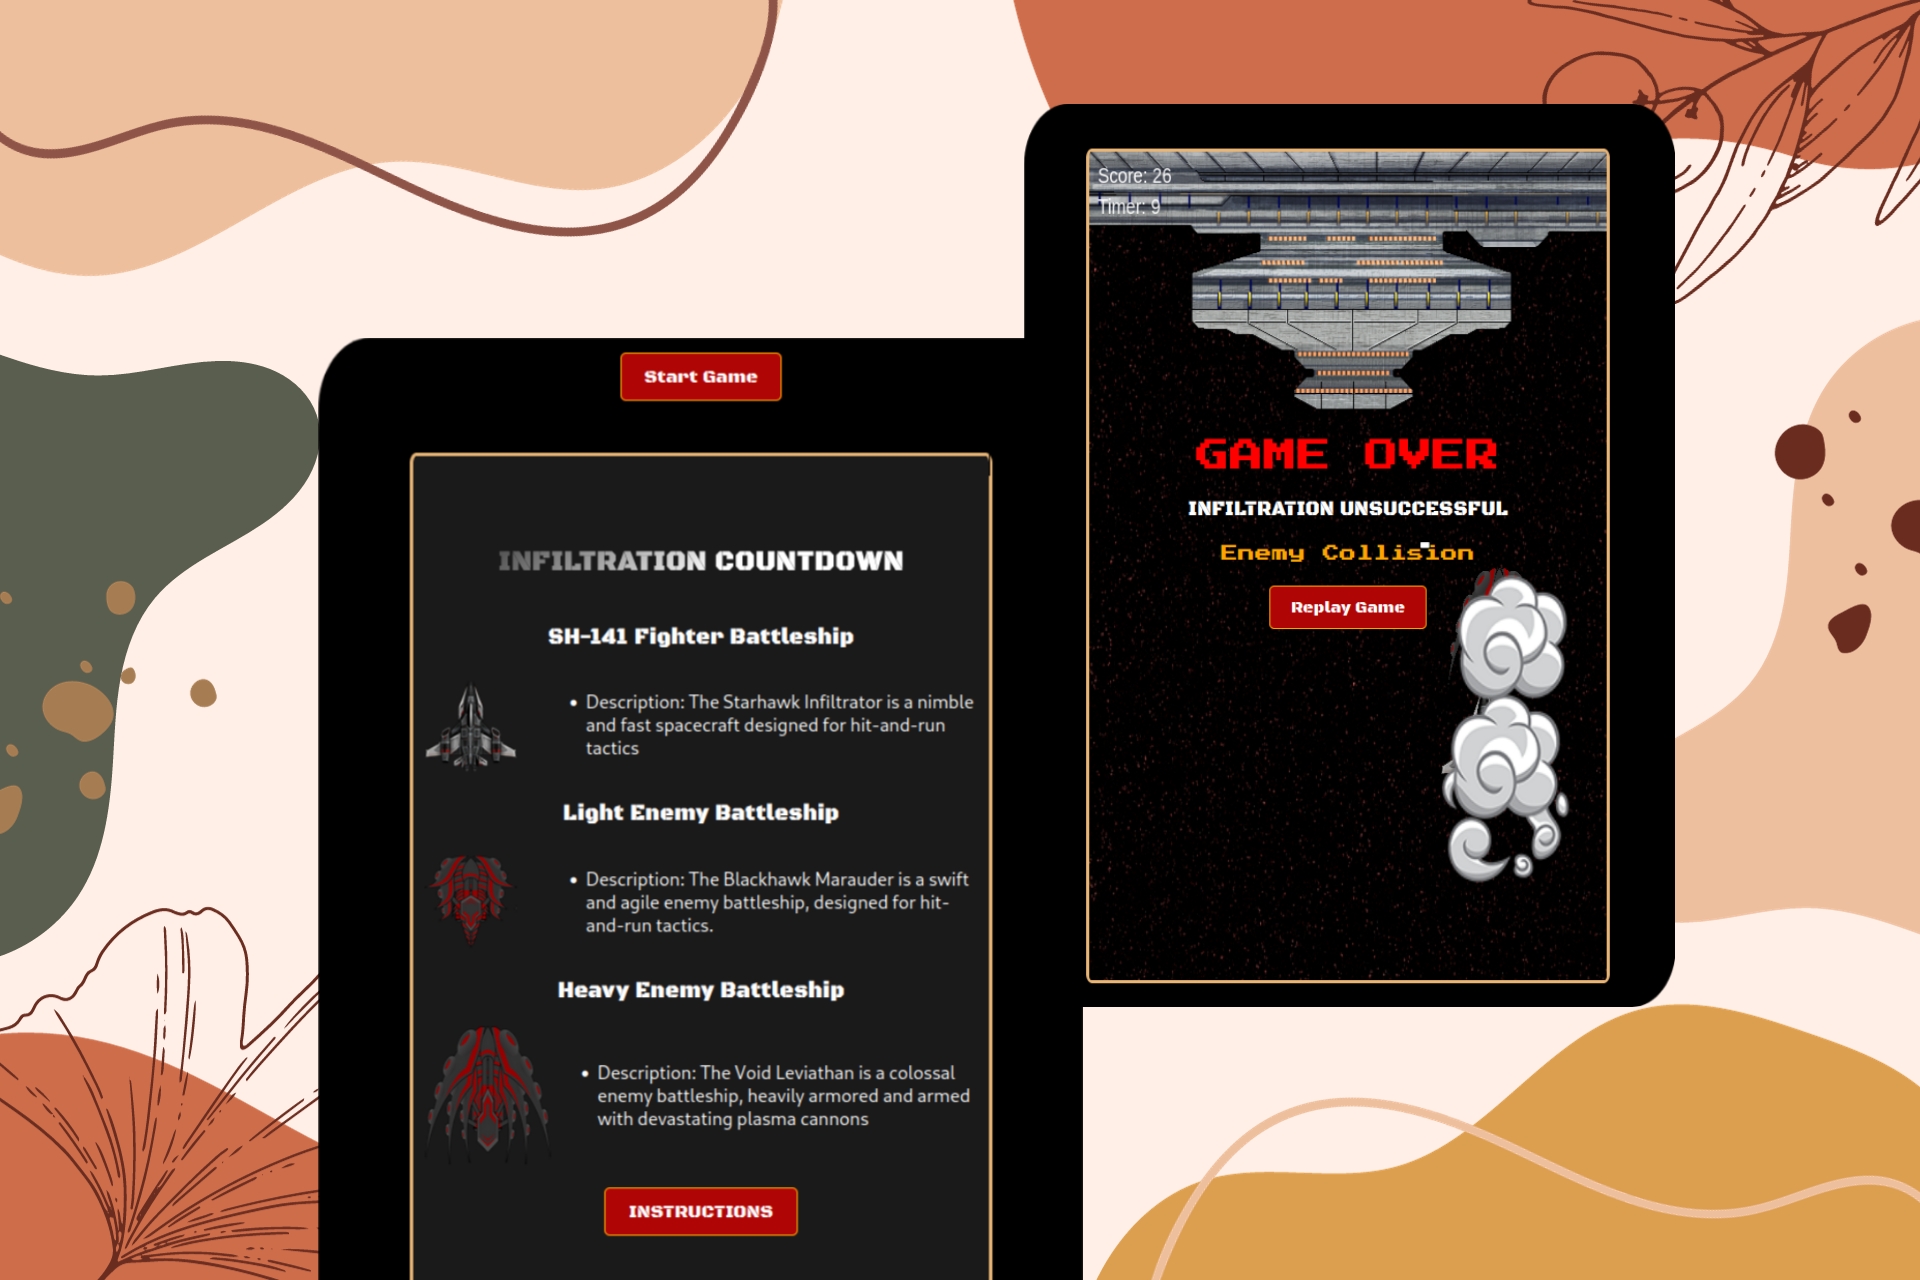 Start Game
INFILTRATION COUNTDOWN
SH-141 Fighter Battleship
• Description: The Starhawk Infiltrator is a nimble
and fast spacecraft designed for hit-and-run
tactics
Light Enemy Battleship
• Description: The Blackhawk Marauder is a swift
and agile enemy battleship, designed for hit-
and-run tactics.
Heavy Enemy Battleship
• Description: The Void Leviathan is a colossal
enemy battleship, heavily armored and armed
with devastating plasma cannons
INSTRUCTIONS
Score: 26
Timer: 9
GAME OVER
INFILTRATION UNSUCCESSFUL
Enemy Collision
Replay Game